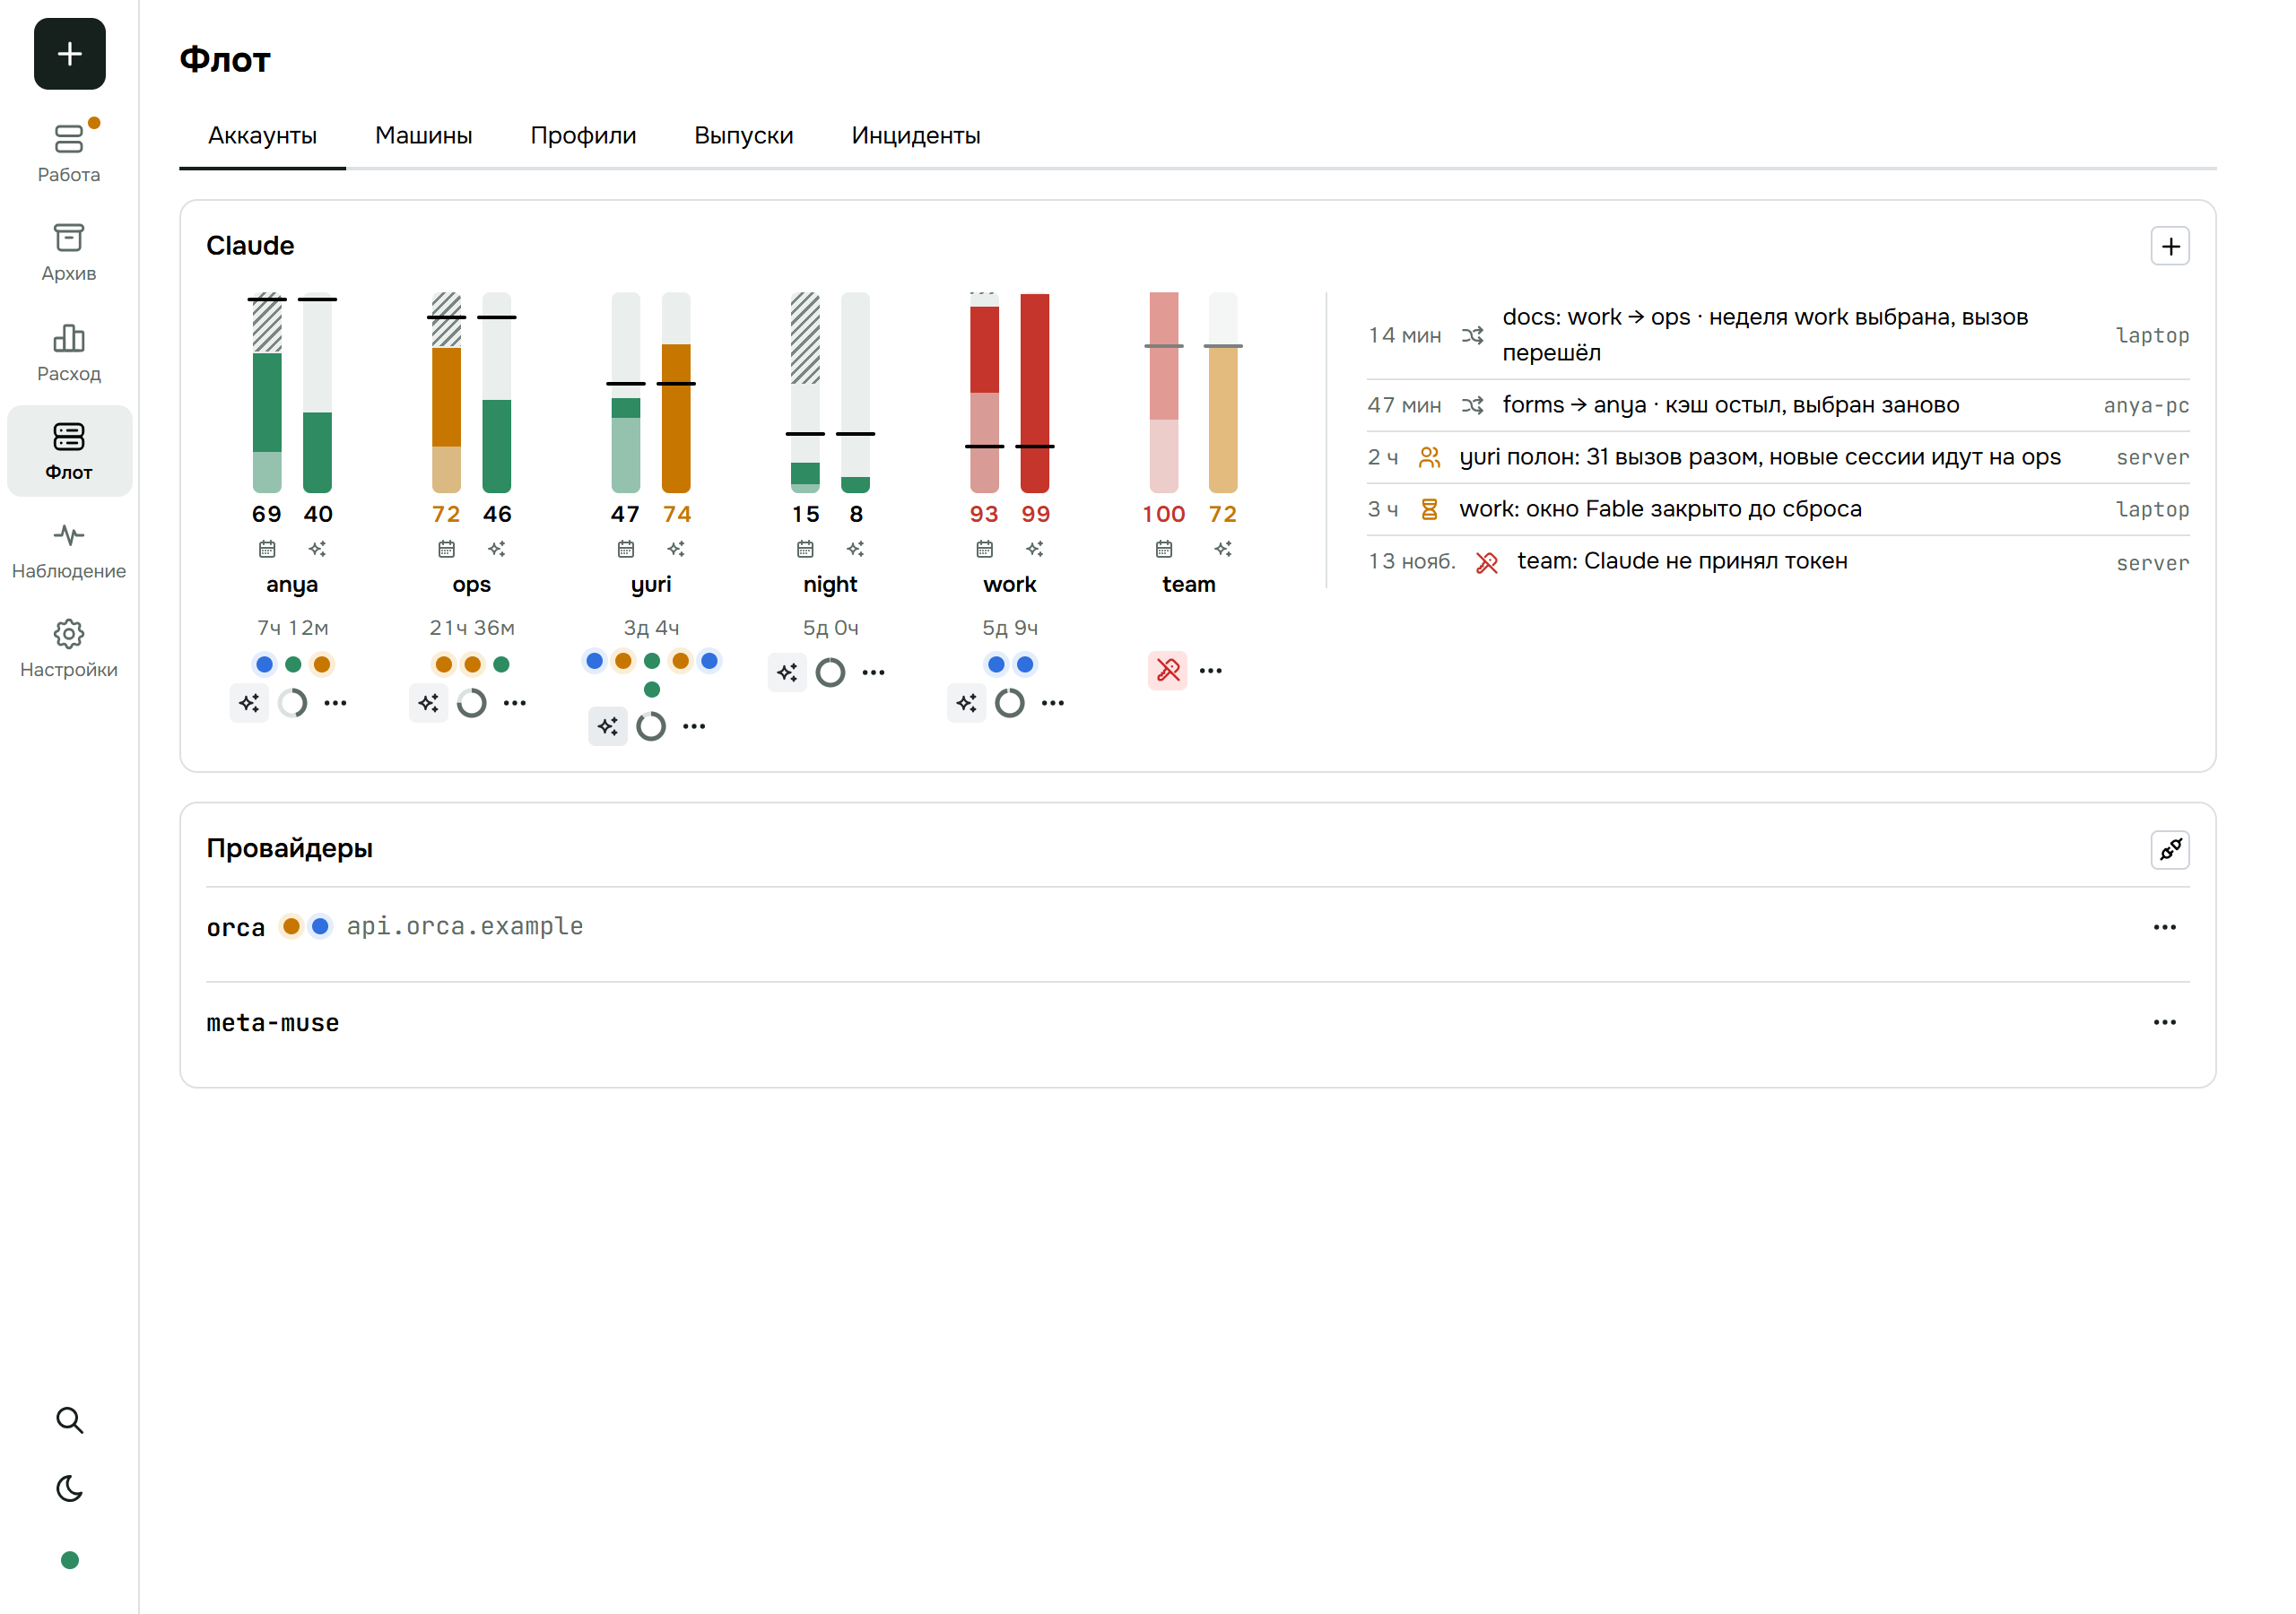 Флот
Работа
Архив
Расход
Флот
Наблюдение
Настройки
Аккаунты
Машины
Профили
Выпуски
Инциденты
Claude
69 40
anya
7ч 12м
72 46
ops
21ч 36м
47 74
yuri
3д 4ч
15 8
night
5д 0ч
93 99
work
5д 9ч
100 72
team
14 мин docs: work → ops · неделя work выбрана, вызов
перешёл laptop
47 мин forms → anya · кэш остыл, выбран заново anya-pc
2 ч yuri полон: 31 вызов разом, новые сессии идут на ops server
3 ч work: окно Fable закрыто до сброса laptop
13 нояб. team: Claude не принял токен server
Провайдеры
orca api.orca.example
meta-muse